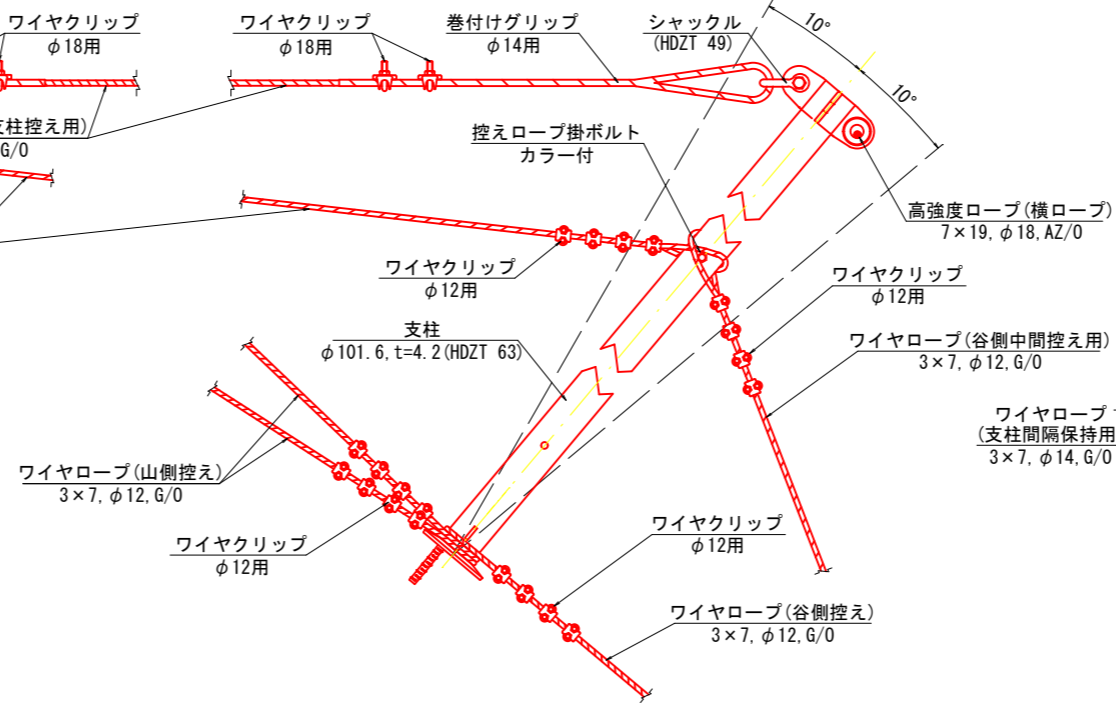 ワイヤクリップ
φ18用
ワイヤクリップ
φ18用
巻付けグリップ
φ14用
シャックル
(HDZT 49)
10°
10°
支柱控え用)
G/O
控えロープ掛ボルト
カラー付
高強度ロープ(横ロープ)
7×19, φ18, AZ/O
ワイヤクリップ
φ12用
ワイヤクリップ
φ12用
支柱
φ101.6, t=4.2(HDZT 63)
ワイヤロープ(谷側中間控え用)
3×7, φ12, G/O
ワイヤロープ
(支柱間隔保持用
3×7, φ14, G/O
ワイヤロープ(山側控え)
3×7, φ12, G/O
ワイヤクリップ
φ12用
ワイヤクリップ
φ12用
ワイヤロープ(谷側控え)
3×7, φ12, G/O